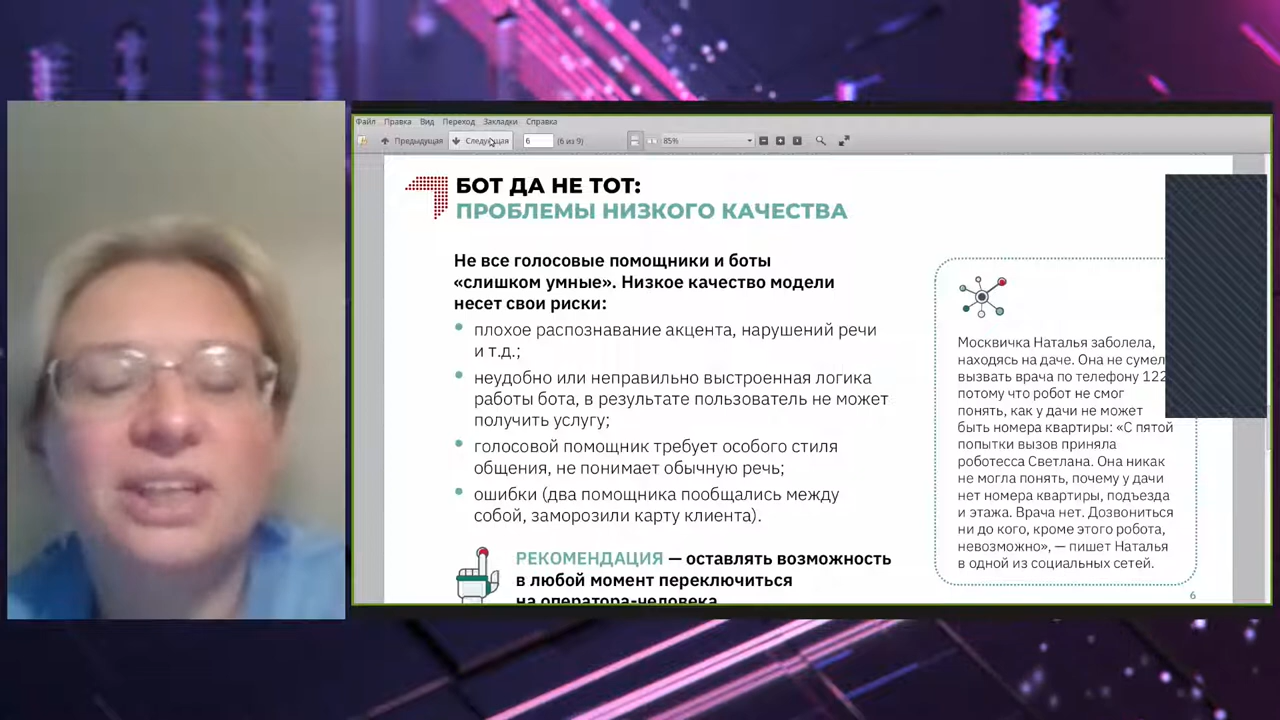 Файл Правка Вид Переход Закладки Справка
Предыдущая Следующая 6 (6 из 9) 85%
БОТ ДА НЕ ТОТ:
ПРОБЛЕМЫ НИЗКОГО КАЧЕСТВА
Не все голосовые помощники и боты
«слишком умные». Низкое качество модели
несет свои риски:
плохое распознавание акцента, нарушений речи
и т.д.;
неудобно или неправильно выстроенная логика
работы бота, в результате пользователь не может
получить услугу;
голосовой помощник требует особого стиля
общения, не понимает обычную речь;
ошибки (два помощника пообщались между
собой, заморозили карту клиента).
РЕКОМЕНДАЦИЯ — оставлять возможность
в любой момент переключиться
на оператора-человека
Москвичка Наталья заболела,
находясь на даче. Она не сумел
вызвать врача по телефону 122
потому что робот не смог
понять, как у дачи не может
быть номера квартиры: «С пятой
попытки вызов приняла
роботесса Светлана. Она никак
не могла понять, почему у дачи
нет номера квартиры, подъезда
и этажа. Врача нет. Дозвониться
ни до кого, кроме этого робота,
невозможно», — пишет Наталья
в одной из социальных сетей.
6